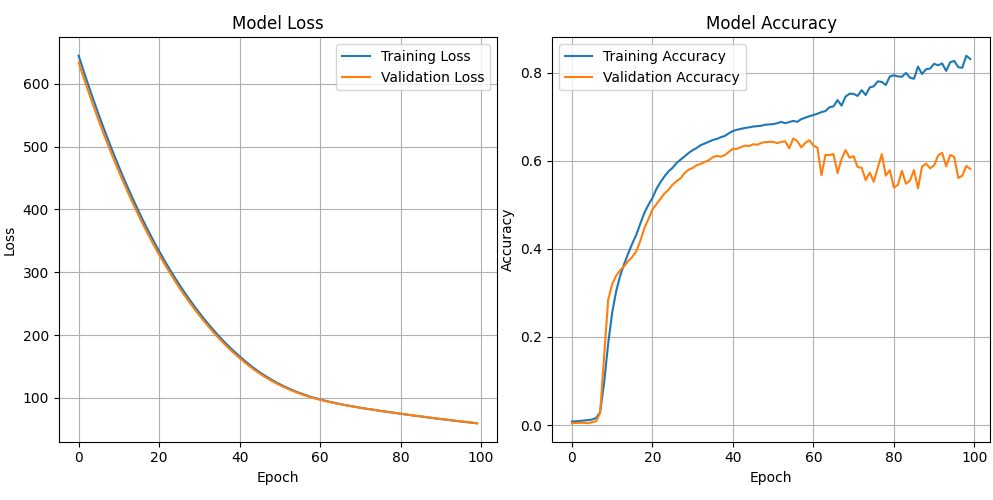 Model Loss
Training Loss
Validation Loss
600
500
400
300
200
100
Loss
0
20
40
60
80
100
Epoch
Model Accuracy
Training Accuracy
Validation Accuracy
0.8
0.6
0.4
0.2
0.0
Accuracy
0
20
40
60
80
100
Epoch